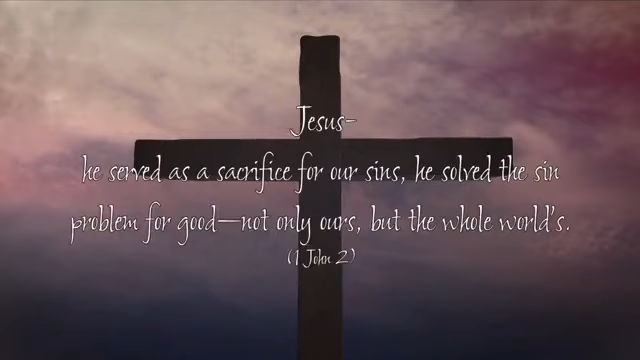 Jesus-
he served as a sacrifice for our sins, he solved the sin
problem for good—not only ours, but the whole world's.
(1 John 2)